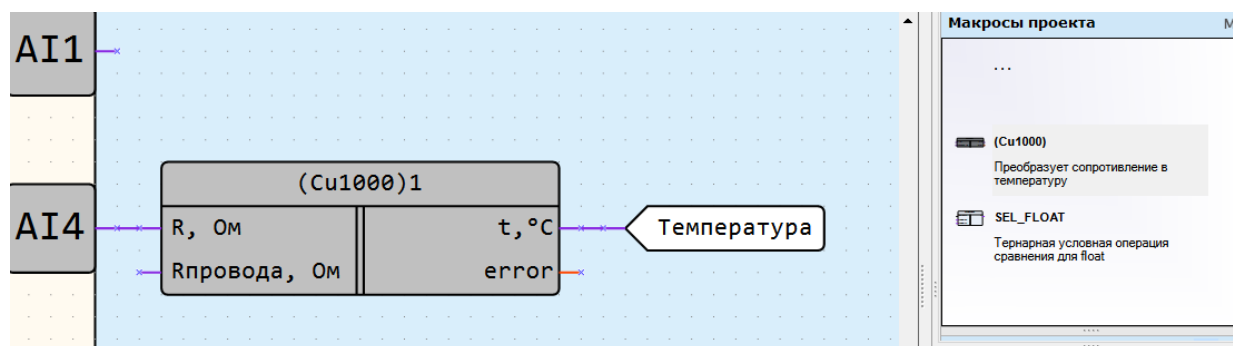 AI1
AI4
(Cu1000)1
R, Ом
t,°C
Rпровода, Ом
error
Температура
Макросы проекта
М
...
(Cu1000)
Преобразует сопротивление в
температуру
SEL_FLOAT
Тернарная условная операция
сравнения для float